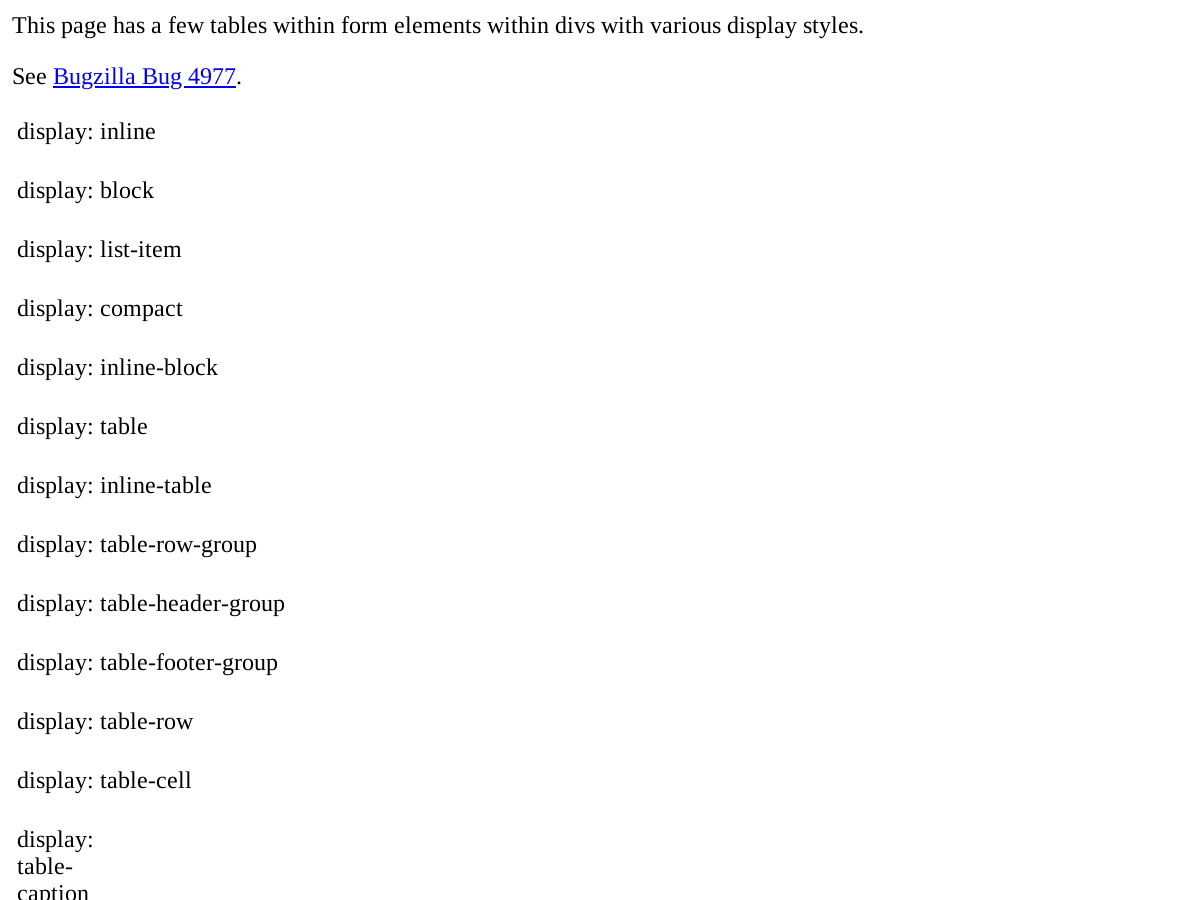 This page has a few tables within form elements within divs with various display styles.
See Bugzilla Bug 4977.
display: inline
display: block
display: list-item
display: compact
display: inline-block
display: table
display: inline-table
display: table-row-group
display: table-header-group
display: table-footer-group
display: table-row
display: table-cell
display:
table-
caption